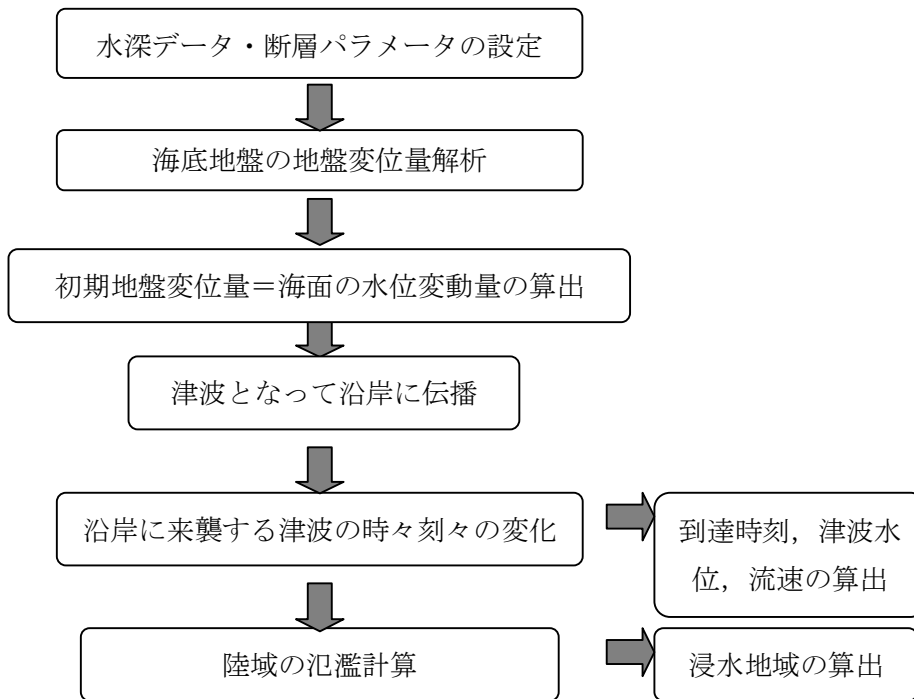 水深データ・断層パラメータの設定
海底地盤の地盤変位量解析
初期地盤変位量＝海面の水位変動量の算出
津波となって沿岸に伝播
沿岸に来襲する津波の時々刻々の変化
到達時刻，津波水
位，流速の算出
陸域の氾濫計算
浸水地域の算出